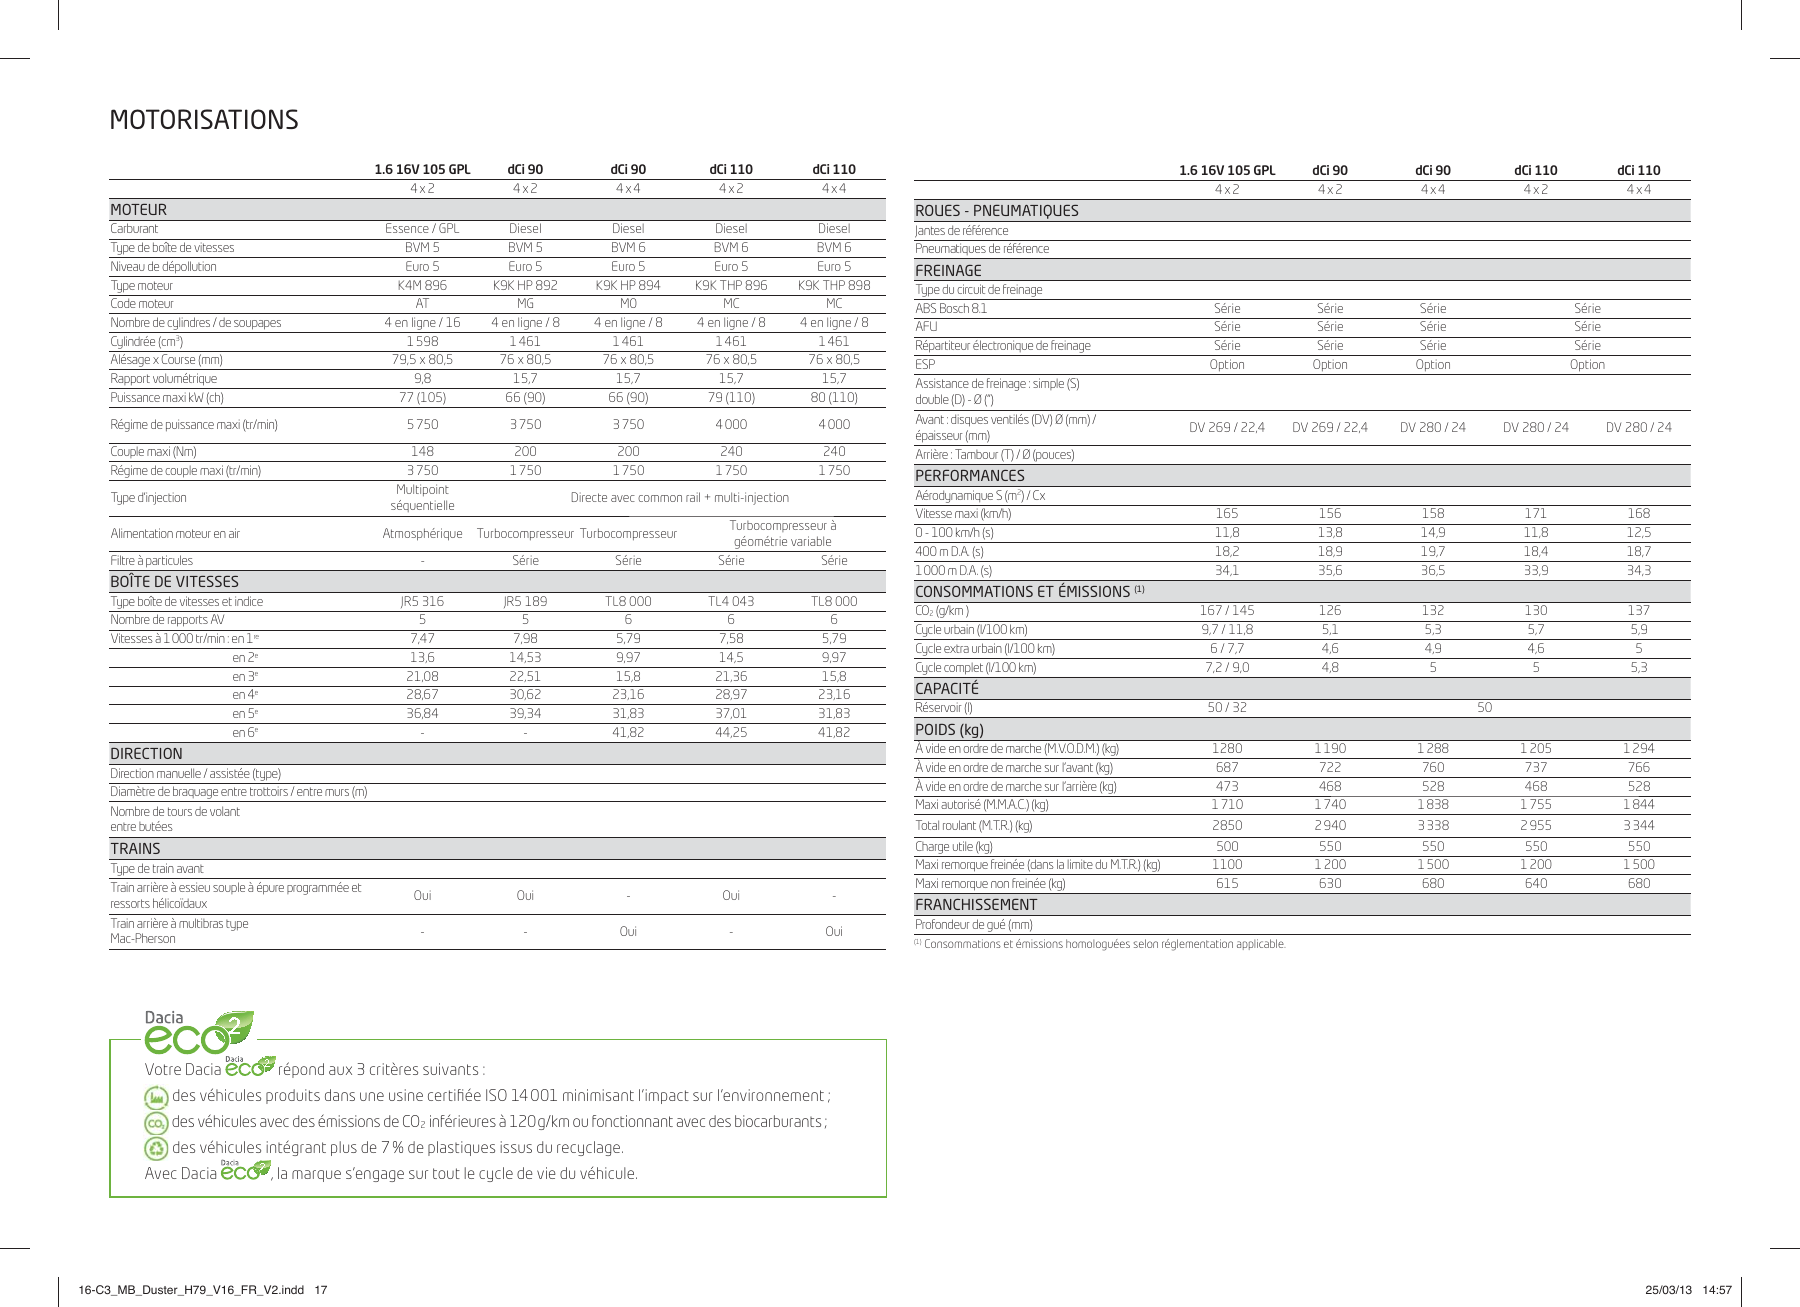 MOTORISATIONS
1.6 16V 105 GPL dCi 90 dCi 90 dCi 110 dCi 110
4 x 2 4 x 2 4 x 4 4 x 2 4 x 4
MOTEUR
Carburant Essence / GPL Diesel Diesel Diesel Diesel
Type de boîte de vitesses BVM 5 BVM 5 BVM 6 BVM 6 BVM 6
Niveau de dépollution Euro 5 Euro 5 Euro 5 Euro 5 Euro 5
Type moteur K4M 896 K9K HP 892 K9K HP 894 K9K THP 896 K9K THP 898
Code moteur AT MG MO MC MC
Nombre de cylindres / de soupapes 4 en ligne / 16 4 en ligne / 8 4 en ligne / 8 4 en ligne / 8 4 en ligne / 8
Cylindrée (cm³) 1 598 1 461 1 461 1 461 1 461
Alésage x Course (mm) 79,5 x 80,5 76 x 80,5 76 x 80,5 76 x 80,5 76 x 80,5
Rapport volumétrique 9,8 15,7 15,7 15,7 15,7
Puissance maxi kW (ch) 77 (105) 66 (90) 66 (90) 79 (110) 80 (110)
Régime de puissance maxi (tr/min) 5 750 3 750 3 750 4 000 4 000
Couple maxi (Nm) 148 200 200 240 240
Régime de couple maxi (tr/min) 3 750 1 750 1 750 1 750 1 750
Type d'injection Multipoint séquentielle Directe avec common rail + multi-injection
Alimentation moteur en air Atmosphérique Turbocompresseur Turbocompresseur Turbocompresseur à géométrie variable
Filtre à particules - Série Série Série Série
BOÎTE DE VITESSES
Type boîte de vitesses et indice JR5 316 JR5 189 TL8 000 TL4 043 TL8 000
Nombre de rapports AV 5 5 6 6 6
Vitesses à 1 000 tr/min : en 1re 7,47 7,98 5,79 7,58 5,79
en 2e 13,6 14,53 9,97 14,5 9,97
en 3e 21,08 22,51 15,8 21,36 15,8
en 4e 28,67 30,62 23,16 28,97 23,16
en 5e 36,84 39,34 31,83 37,01 31,83
en 6e - - 41,82 44,25 41,82
DIRECTION
Direction manuelle / assistée (type)
Diamètre de braquage entre trottoirs / entre murs (m)
Nombre de tours de volant
entre butées
TRAINS
Type de train avant
Train arrière à essieu souple à épure programmée et
ressorts hélicoïdaux Oui Oui - Oui -
Train arrière à multibras type
Mac-Pherson - - Oui - Oui
1.6 16V 105 GPL dCi 90 dCi 90 dCi 110 dCi 110
4 x 2 4 x 2 4 x 4 4 x 2 4 x 4
ROUES - PNEUMATIQUES
Jantes de référence
Pneumatiques de référence
FREINAGE
Type du circuit de freinage
ABS Bosch 8.1 Série Série Série Série
AFU Série Série Série Série
Répartiteur électronique de freinage Série Série Série Série
ESP Option Option Option Option
Assistance de freinage : simple (S)
double (D) - Ø (")
Avant : disques ventilés (DV) Ø (mm) /
épaisseur (mm) DV 269 / 22,4 DV 269 / 22,4 DV 280 / 24 DV 280 / 24 DV 280 / 24
Arrière : Tambour (T) / Ø (pouces)
PERFORMANCES
Aérodynamique S (m²) / Cx
Vitesse maxi (km/h) 165 156 158 171 168
0 - 100 km/h (s) 11,8 13,8 14,9 11,8 12,5
400 m D.A. (s) 18,2 18,9 19,7 18,4 18,7
1 000 m D.A. (s) 34,1 35,6 36,5 33,9 34,3
CONSOMMATIONS ET ÉMISSIONS (1)
CO₂ (g/km ) 167 / 145 126 132 130 137
Cycle urbain (l/100 km) 9,7 / 11,8 5,1 5,3 5,7 5,9
Cycle extra urbain (l/100 km) 6 / 7,7 4,6 4,9 4,6 5
Cycle complet (l/100 km) 7,2 / 9,0 4,8 5 5 5,3
CAPACITÉ
Réservoir (l) 50 / 32 50
POIDS (kg)
À vide en ordre de marche (M.V.O.D.M.) (kg) 1280 1 190 1 288 1 205 1 294
À vide en ordre de marche sur l'avant (kg) 687 722 760 737 766
À vide en ordre de marche sur l'arrière (kg) 473 468 528 468 528
Maxi autorisé (M.M.A.C.) (kg) 1 710 1 740 1 838 1 755 1 844
Total roulant (M.T.R.) (kg) 2850 2 940 3 338 2 955 3 344
Charge utile (kg) 500 550 550 550 550
Maxi remorque freinée (dans la limite du M.T.R.) (kg) 1100 1 200 1 500 1 200 1 500
Maxi remorque non freinée (kg) 615 630 680 640 680
FRANCHISSEMENT
Profondeur de gué (mm)
(1) Consommations et émissions homologuées selon réglementation applicable.
Dacia
eco²
Votre Dacia Dacia eco² répond aux 3 critères suivants :
des véhicules produits dans une usine certifiée ISO 14 001 minimisant l'impact sur l'environnement ;
CO₂ des véhicules avec des émissions de CO₂ inférieures à 120 g/km ou fonctionnant avec des biocarburants ;
des véhicules intégrant plus de 7 % de plastiques issus du recyclage.
Avec Dacia Dacia eco², la marque s'engage sur tout le cycle de vie du véhicule.
16-C3_MB_Duster_H79_V16_FR_V2.indd 17
25/03/13 14:57